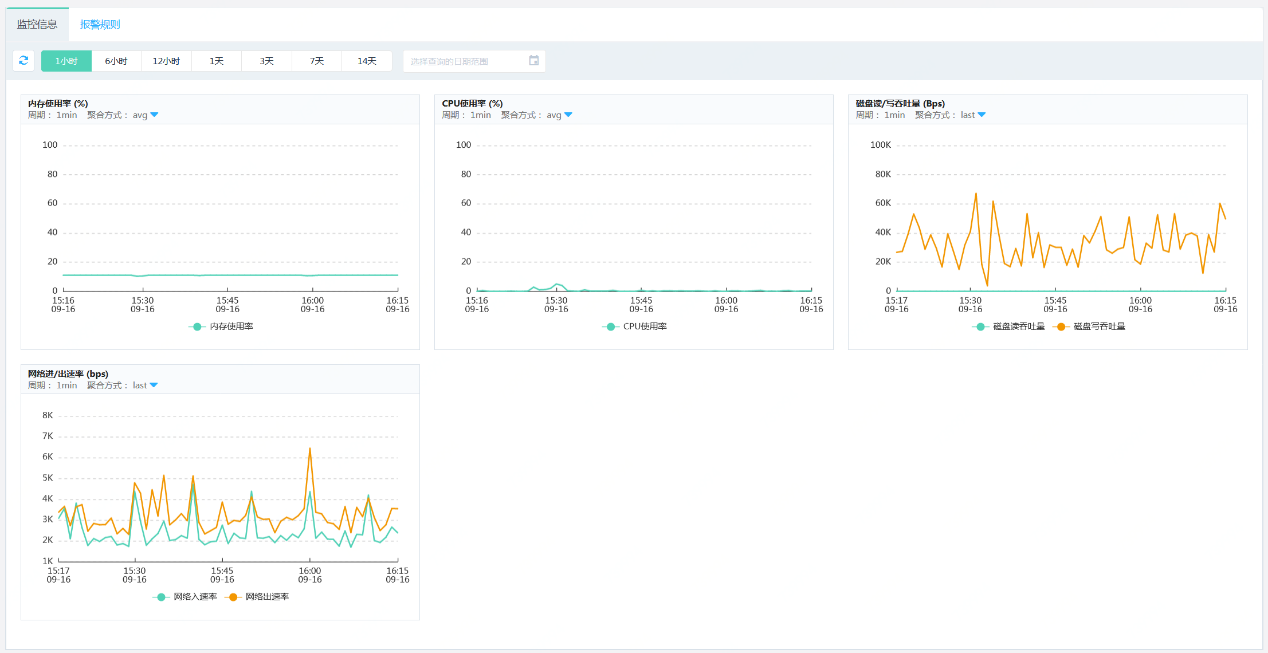 监控信息 报警规则
1小时 6小时 12小时 1天 3天 7天 14天 选择查询的日期范围
内存使用率 (%)
周期： 1min 聚合方式： avg
100
80
60
40
20
0
15:16 15:30 15:45 16:00 16:15
09-16 09-16 09-16 09-16 09-16
内存使用率
CPU使用率 (%)
周期： 1min 聚合方式： avg
100
80
60
40
20
0
15:16 15:30 15:45 16:00 16:15
09-16 09-16 09-16 09-16 09-16
CPU使用率
磁盘读/写吞吐量 (Bps)
周期： 1min 聚合方式： last
100K
80K
60K
40K
20K
0
15:17 15:30 15:45 16:00 16:15
09-16 09-16 09-16 09-16 09-16
磁盘读吞吐量 磁盘写吞吐量
网络进/出速率 (bps)
周期： 1min 聚合方式： last
8K
7K
6K
5K
4K
3K
2K
1K
15:17 15:30 15:45 16:00 16:15
09-16 09-16 09-16 09-16 09-16
网络入速率 网络出速率